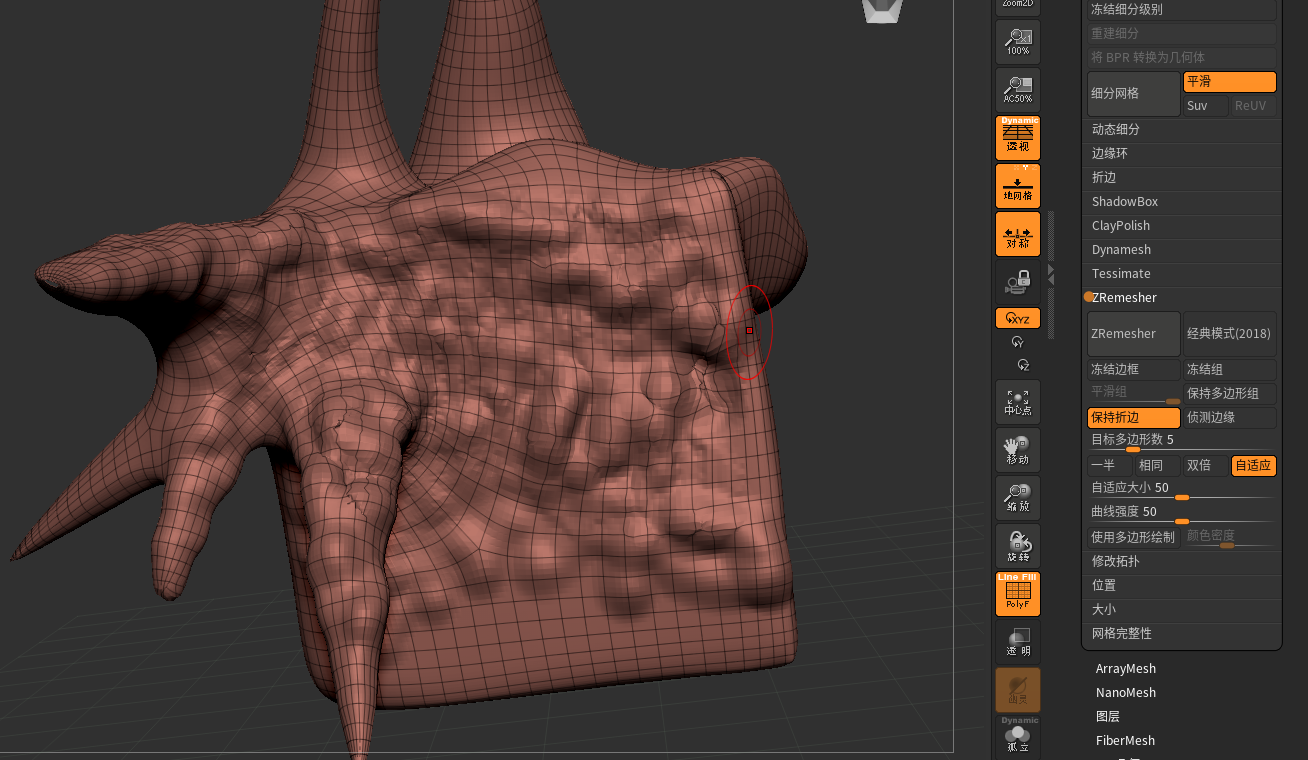 Zoom2D
100%
AC50%
Dynamic
透视
地网格
对称
XYZ
Y
Z
中心点
移动
缩放
旋转
Line Fill
PolyF
透明
Dynamic
孤立
冻结细分级别
重建细分
将 BPR 转换为几何体
细分网格
平滑
Suv
ReUV
动态细分
边缘环
折边
ShadowBox
ClayPolish
Dynamesh
Tessimate
ZRemesher
ZRemesher
经典模式(2018)
冻结边框
冻结组
平滑组
保持多边形组
保持折边
侦测边缘
目标多边形数 5
一半
相同
双倍
自适应
自适应大小 50
曲线强度 50
使用多边形绘制
颜色密度
修改拓扑
位置
大小
网格完整性
ArrayMesh
NanoMesh
图层
FiberMesh